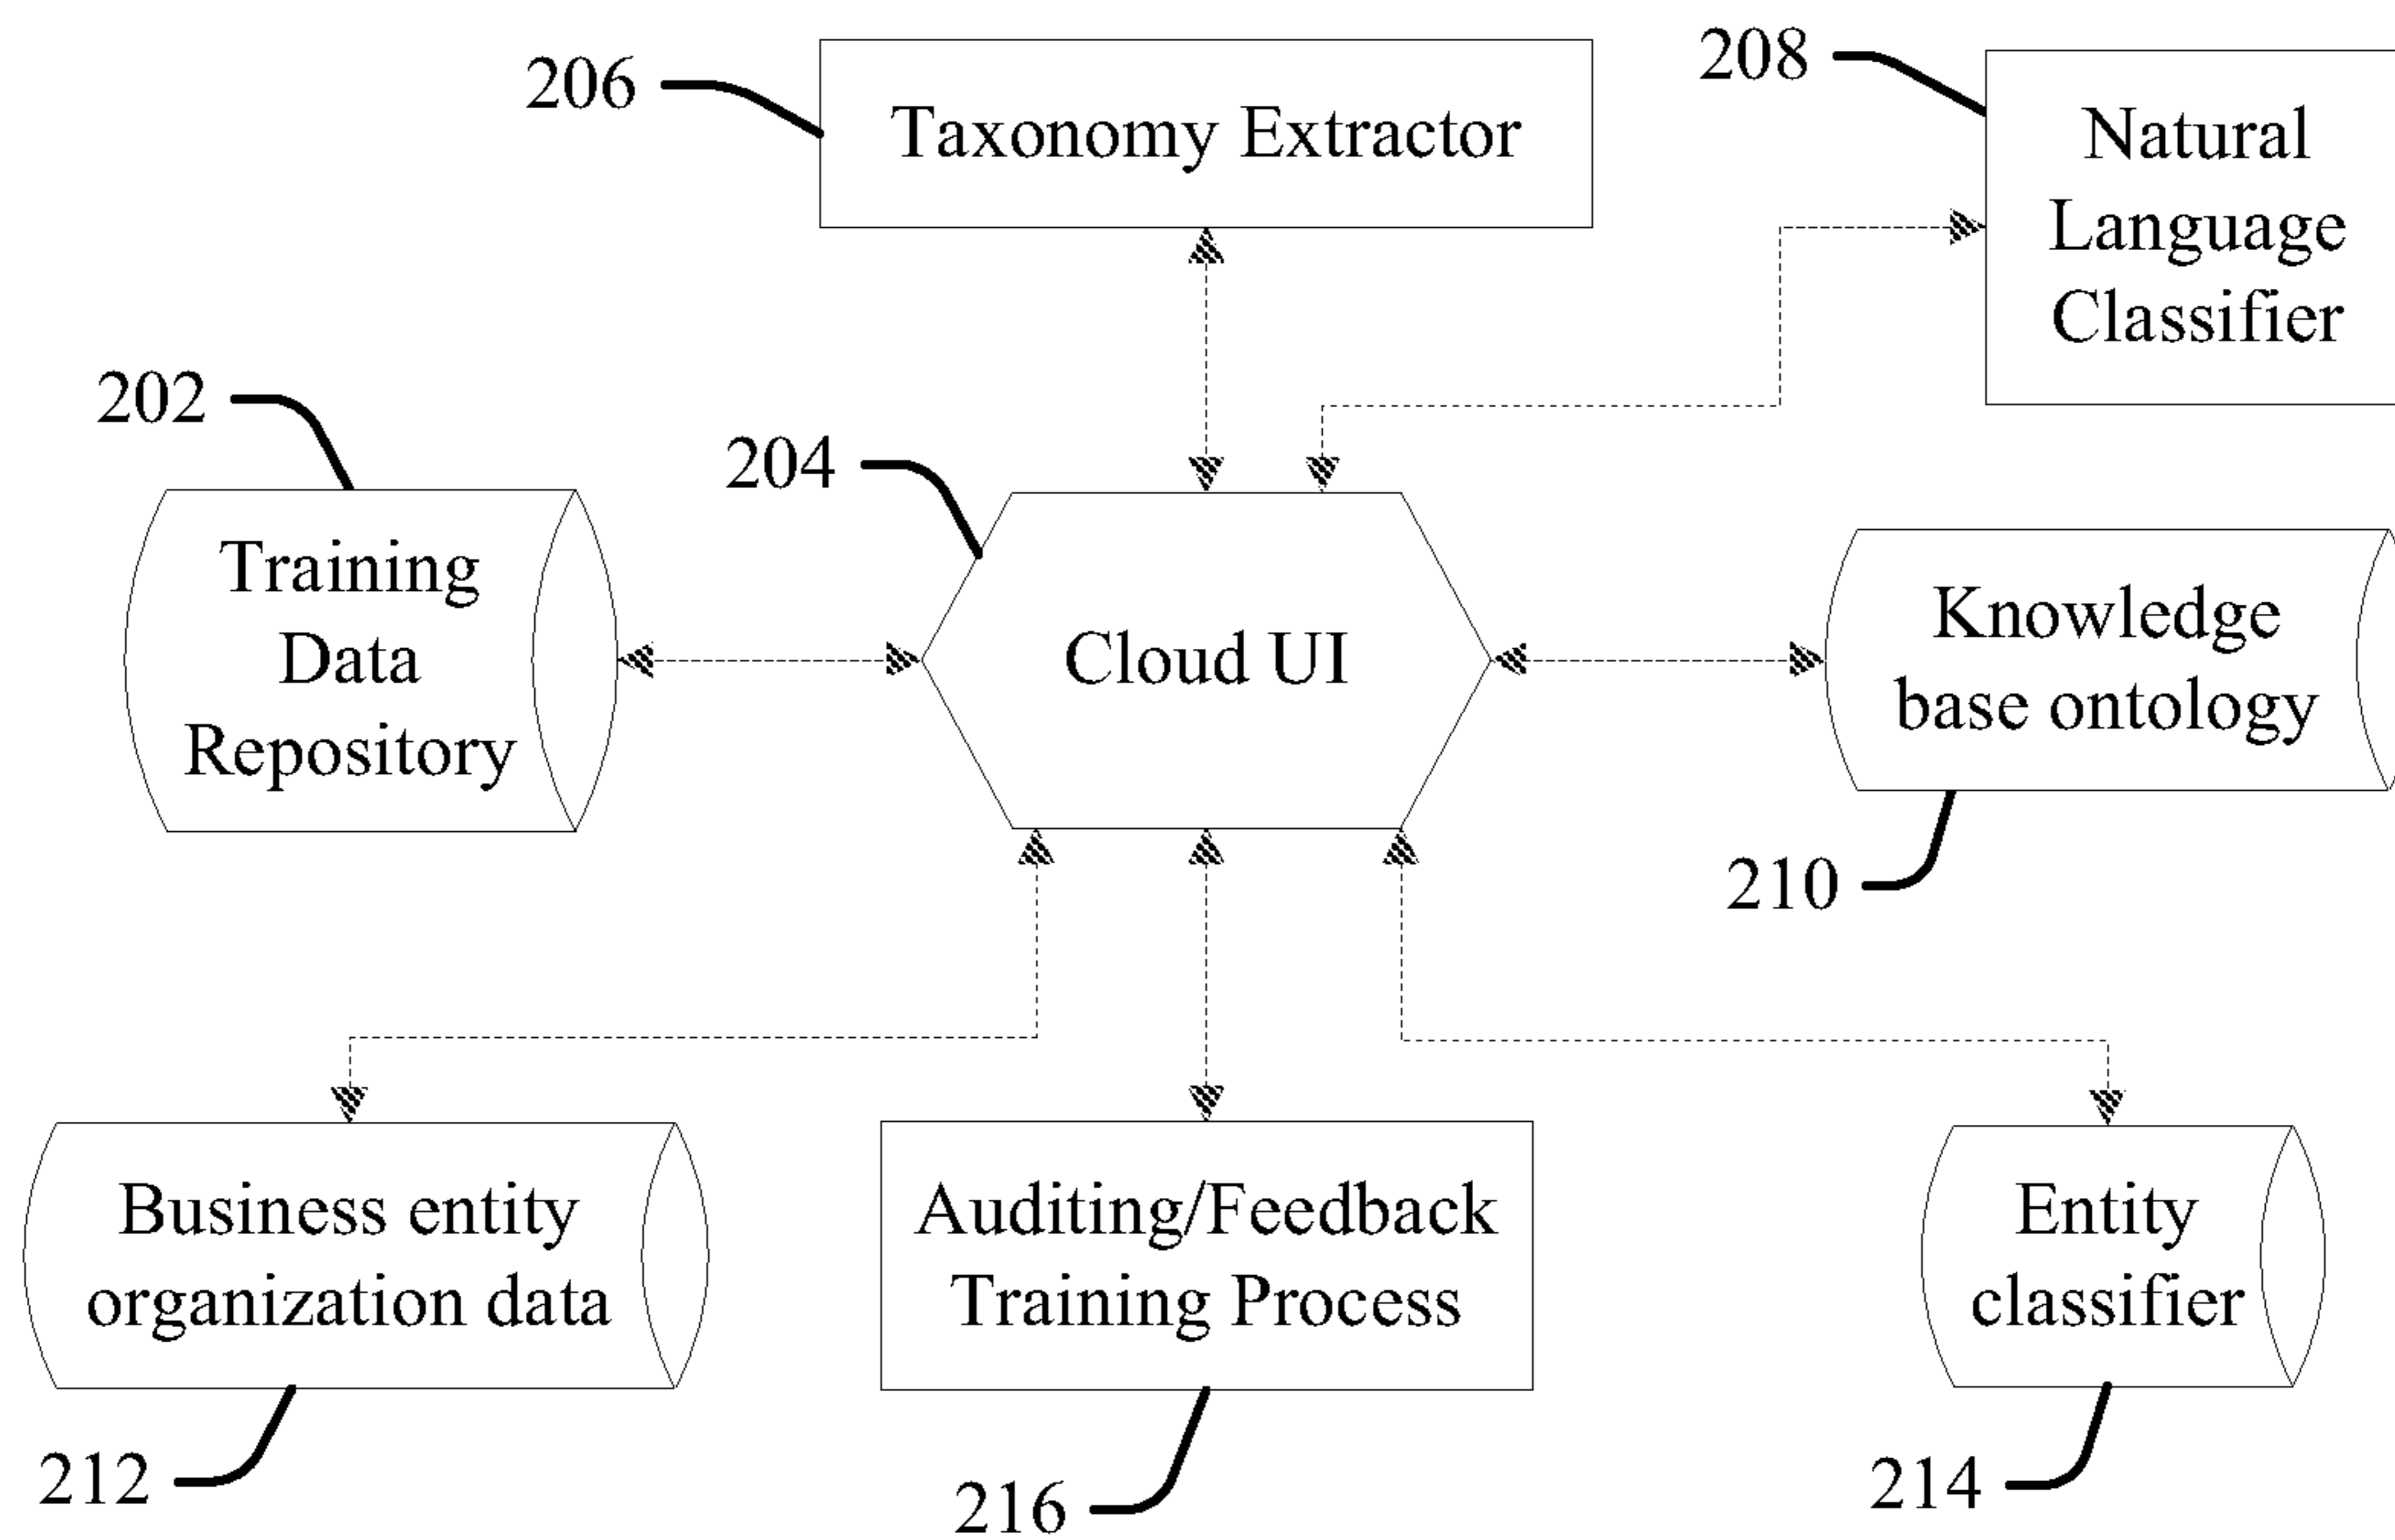 206
Taxonomy Extractor
208
Natural
Language
Classifier
202
Training
Data
Repository
204
Cloud UI
Knowledge
base ontology
210
Business entity
organization data
212
Auditing/Feedback
Training Process
216
Entity
classifier
214